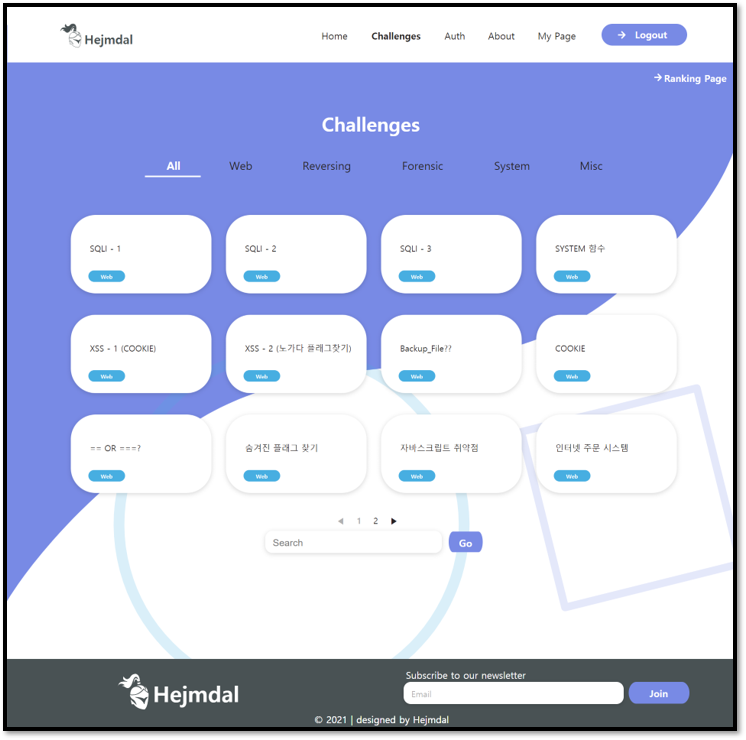 Hejmdal Home Challenges Auth About My Page → Logout
→ Ranking Page
Challenges
All Web Reversing Forensic System Misc
SQLI - 1 SQLI - 2 SQLI - 3 SYSTEM 함수
Web Web Web Web
XSS - 1 (COOKIE) XSS - 2 (노가다 플래그찾기) Backup_File?? COOKIE
Web Web Web Web
== OR ===? 숨겨진 플래그 찾기 자바스크립트 취약점 인터넷 주문 시스템
Web Web Web Web
◀ 1 2 ▶
Search Go
Subscribe to our newsletter
Hejmdal Email Join
© 2021 | designed by Hejmdal